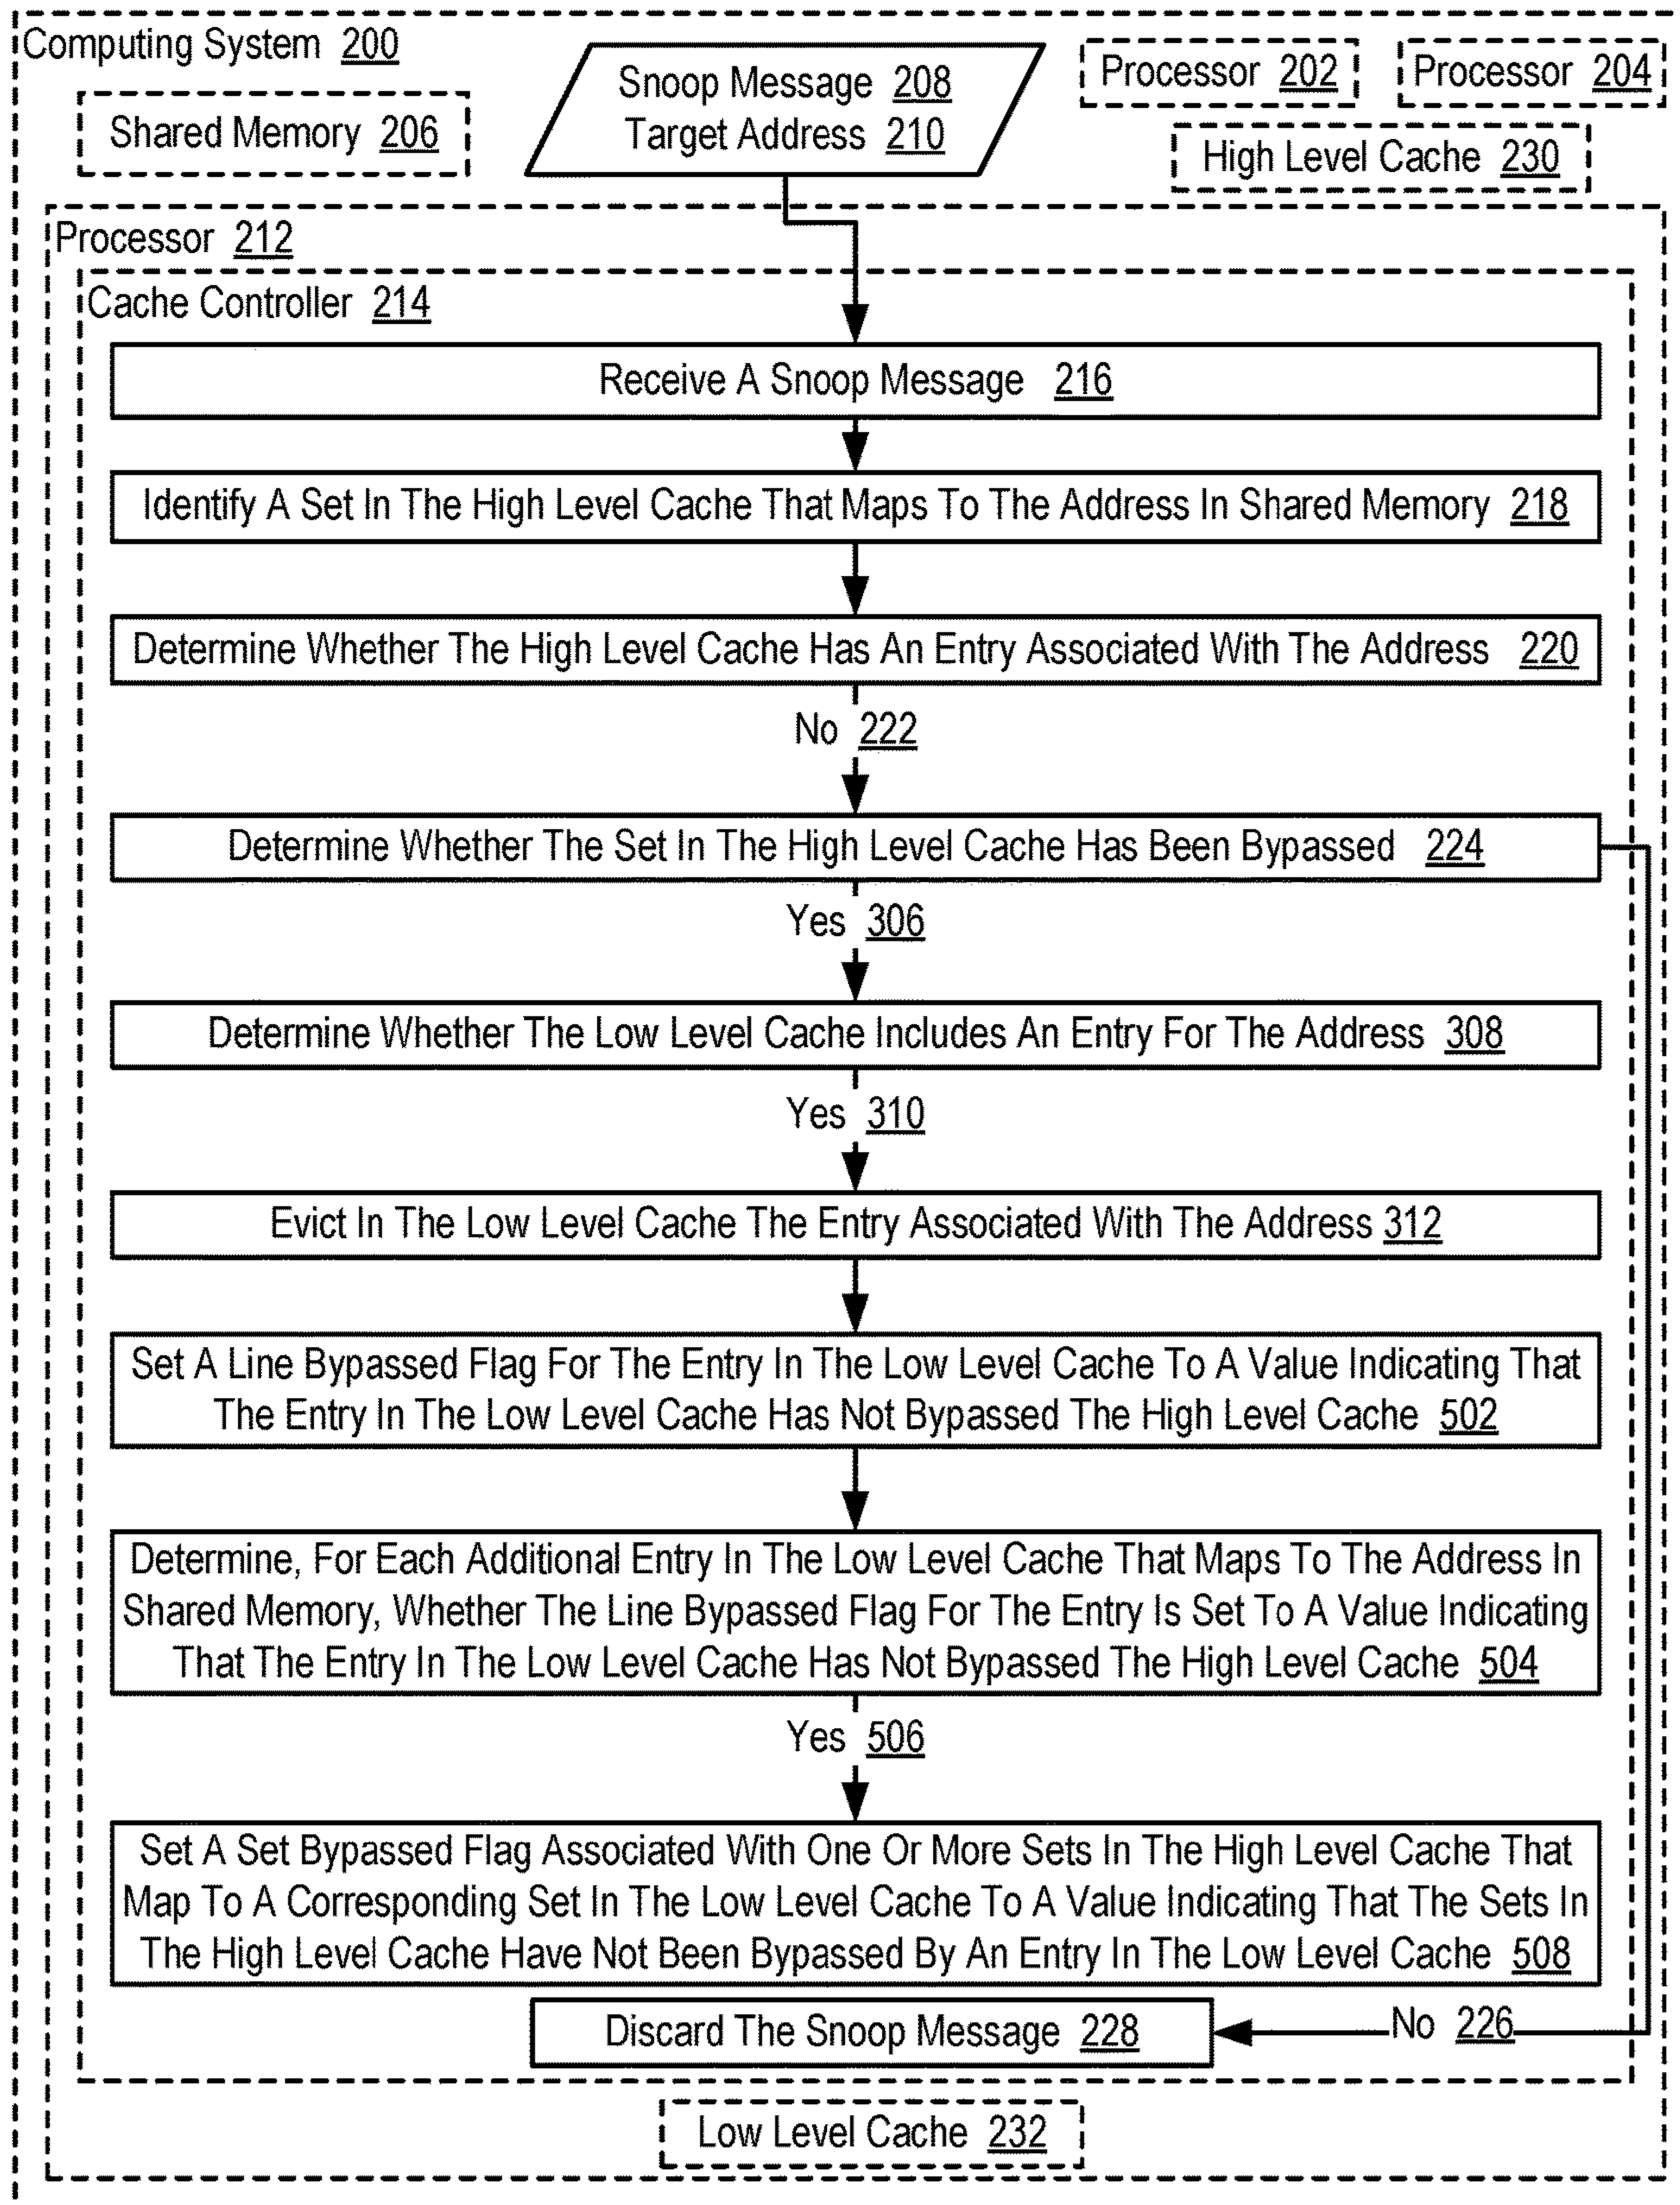 Computing System 200
Snoop Message 208
Target Address 210
Processor 202
Processor 204
Shared Memory 206
High Level Cache 230
Processor 212
Cache Controller 214
Receive A Snoop Message 216
Identify A Set In The High Level Cache That Maps To The Address In Shared Memory 218
Determine Whether The High Level Cache Has An Entry Associated With The Address 220
No 222
Determine Whether The Set In The High Level Cache Has Been Bypassed 224
Yes 306
Determine Whether The Low Level Cache Includes An Entry For The Address 308
Yes 310
Evict In The Low Level Cache The Entry Associated With The Address 312
Set A Line Bypassed Flag For The Entry In The Low Level Cache To A Value Indicating That
The Entry In The Low Level Cache Has Not Bypassed The High Level Cache 502
Determine, For Each Additional Entry In The Low Level Cache That Maps To The Address In
Shared Memory, Whether The Line Bypassed Flag For The Entry Is Set To A Value Indicating
That The Entry In The Low Level Cache Has Not Bypassed The High Level Cache 504
Yes 506
Set A Set Bypassed Flag Associated With One Or More Sets In The High Level Cache That
Map To A Corresponding Set In The Low Level Cache To A Value Indicating That The Sets In
The High Level Cache Have Not Been Bypassed By An Entry In The Low Level Cache 508
Discard The Snoop Message 228
No 226
Low Level Cache 232